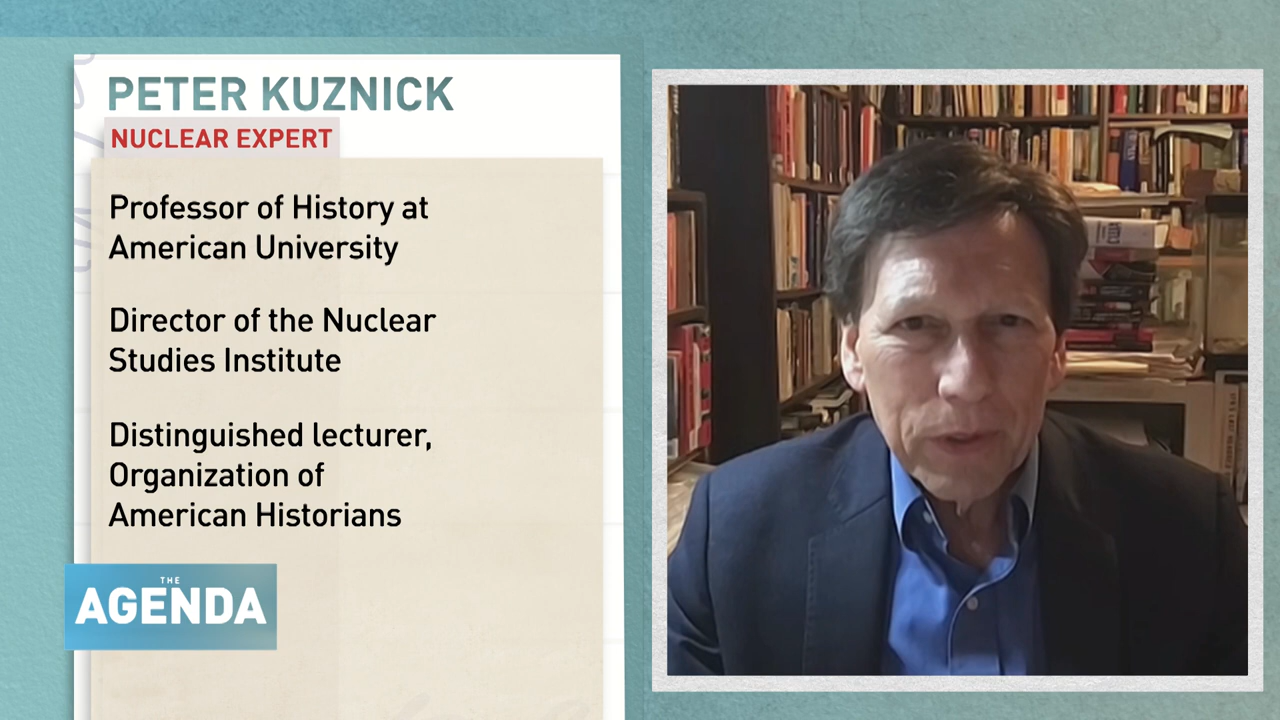 PETER KUZNICK
NUCLEAR EXPERT
Professor of History at
American University
Director of the Nuclear
Studies Institute
Distinguished lecturer,
Organization of
American Historians
THE
AGENDA